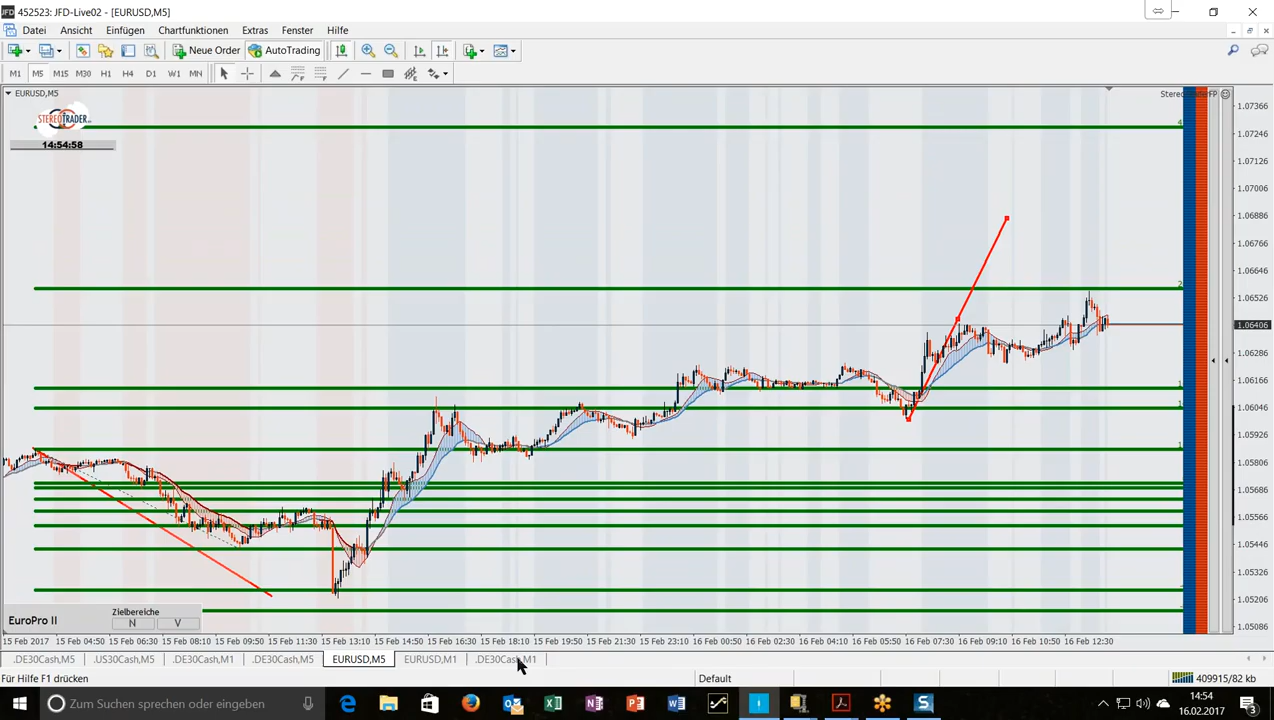 452523: JFD-Live02 - [EURUSD,M5]
Datei Ansicht Einfügen Chartfunktionen Extras Fenster Hilfe
Neue Order AutoTrading
M1 M5 M15 M30 H1 H4 D1 W1 MN
EURUSD,M5
STEREOTRADER
14:54:58
1.07366
1.07246
1.07126
1.07006
1.06886
1.06766
1.06646
1.06526
1.06406
1.06286
1.06166
1.06046
1.05926
1.05806
1.05686
1.05566
1.05446
1.05326
1.05206
1.05086
EuroPro II
Zielbereiche
N V
15 Feb 2017 15 Feb 04:50 15 Feb 06:30 15 Feb 08:10 15 Feb 09:50 15 Feb 11:30 15 Feb 13:10 15 Feb 14:50 15 Feb 16:30 15 Feb 18:10 15 Feb 19:50 15 Feb 21:30 15 Feb 23:10 16 Feb 00:50 16 Feb 02:30 16 Feb 04:10 16 Feb 05:50 16 Feb 07:30 16 Feb 09:10 16 Feb 10:50 16 Feb 12:30
.DE30Cash,M5 .US30Cash,M5 .DE30Cash,M1 .DE30Cash,M5 EURUSD,M5 EURUSD,M1 .DE30Cash,M1
Für Hilfe F1 drücken Default 409915/82 kb
Zum Suchen sprechen oder eingeben
14:54
16.02.2017